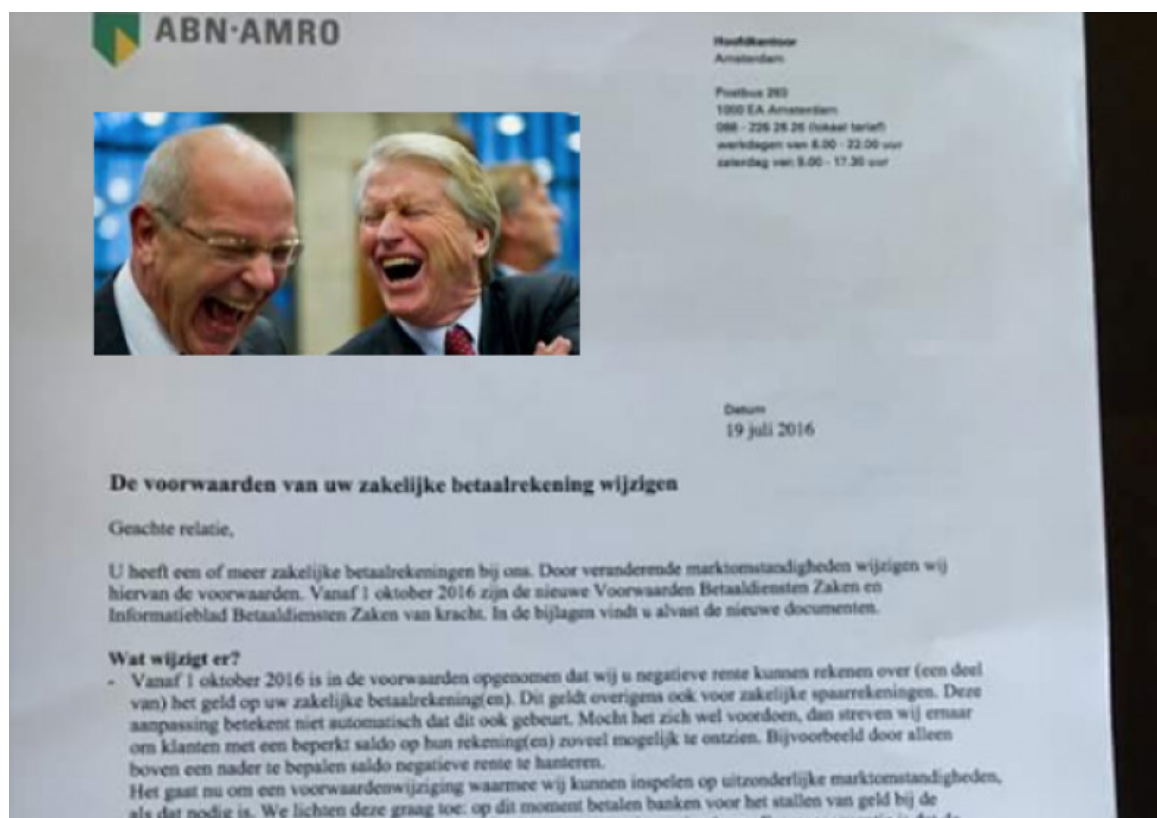 ABN·AMRO
Hoofdkantoor
Amsterdam
Postbus 283
1000 EA Amsterdam
088 - 226 26 26 (lokaal tarief)
werkdagen van 8.00 - 22.00 uur
zaterdag van 9.00 - 17.30 uur
Datum
19 juli 2016
De voorwaarden van uw zakelijke betaalrekening wijzigen
Geachte relatie,
U heeft een of meer zakelijke betaalrekeningen bij ons. Door veranderende marktomstandigheden wijzigen wij
hiervan de voorwaarden. Vanaf 1 oktober 2016 zijn de nieuwe Voorwaarden Betaaldiensten Zaken en
Informatieblad Betaaldiensten Zaken van kracht. In de bijlagen vindt u alvast de nieuwe documenten.
Wat wijzigt er?
- Vanaf 1 oktober 2016 is in de voorwaarden opgenomen dat wij u negatieve rente kunnen rekenen over (een deel
van) het geld op uw zakelijke betaalrekening(en). Dit geldt overigens ook voor zakelijke spaarrekeningen. Deze
aanpassing betekent niet automatisch dat dit ook gebeurt. Mocht het zich wel voordoen, dan streven wij ernaar
om klanten met een beperkt saldo op hun rekening(en) zoveel mogelijk te ontzien. Bijvoorbeeld door alleen
boven een nader te bepalen saldo negatieve rente te hanteren.
Het gaat nu om een voorwaardenwijziging waarmee wij kunnen inspelen op uitzonderlijke marktomstandigheden,
als dat nodig is. We lichten deze graag toe: op dit moment betalen banken voor het stallen van geld bij de